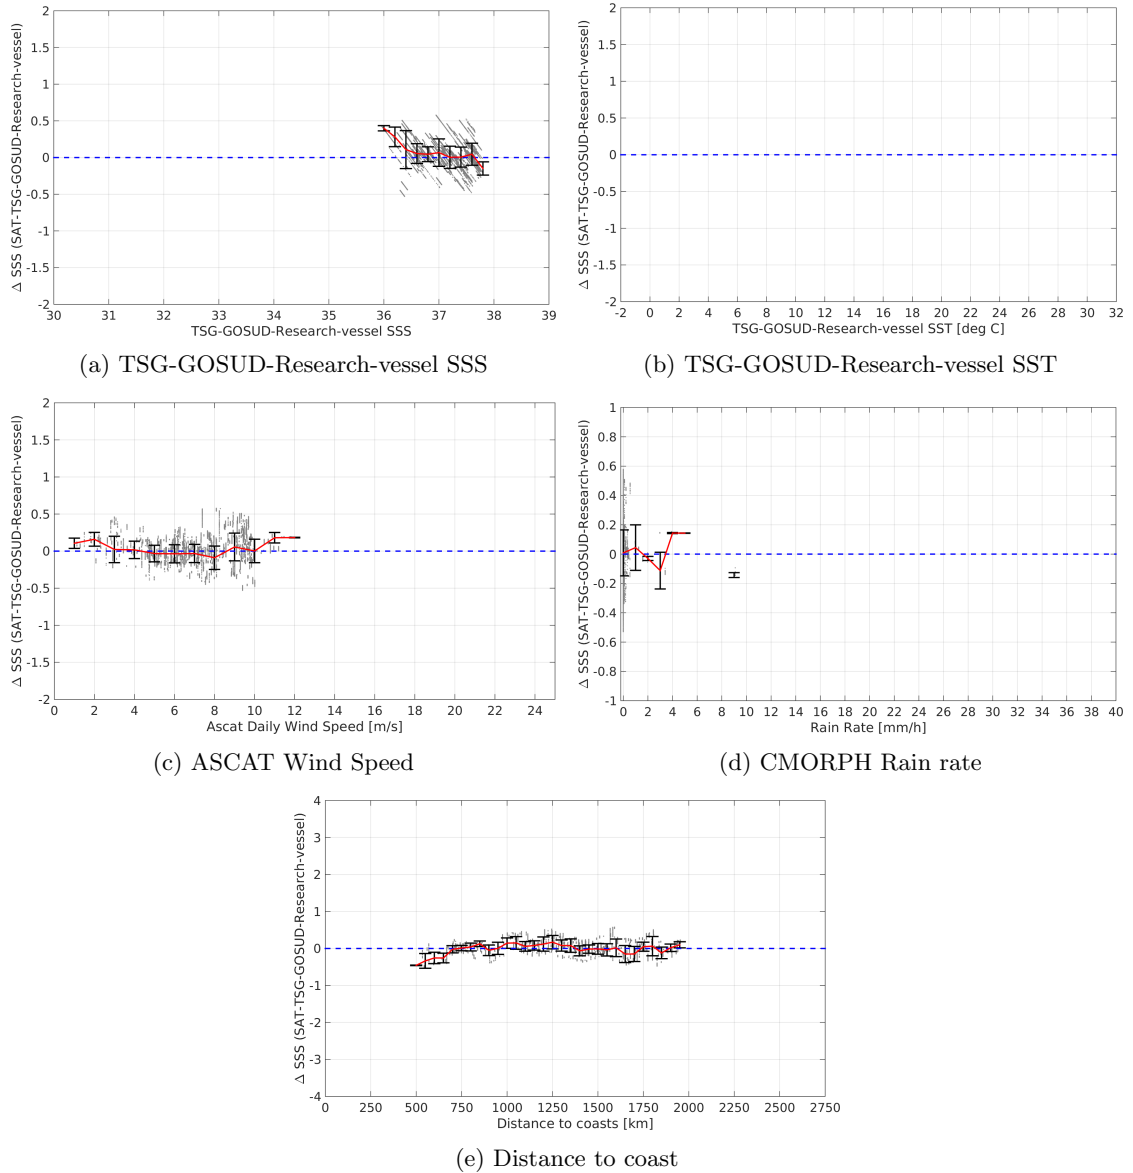 Δ SSS (SAT-TSG-GOSUD-Research-vessel)
2
1.5
1
0.5
0
-0.5
-1
-1.5
-2
30 31 32 33 34 35 36 37 38 39
TSG-GOSUD-Research-vessel SSS
(a) TSG-GOSUD-Research-vessel SSS
Δ SSS (SAT-TSG-GOSUD-Research-vessel)
2
1.5
1
0.5
0
-0.5
-1
-1.5
-2
-2 0 2 4 6 8 10 12 14 16 18 20 22 24 26 28 30 32
TSG-GOSUD-Research-vessel SST [deg C]
(b) TSG-GOSUD-Research-vessel SST
Δ SSS (SAT-TSG-GOSUD-Research-vessel)
2
1.5
1
0.5
0
-0.5
-1
-1.5
-2
0 2 4 6 8 10 12 14 16 18 20 22 24
Ascat Daily Wind Speed [m/s]
(c) ASCAT Wind Speed
Δ SSS (SAT-TSG-GOSUD-Research-vessel)
1
0.8
0.6
0.4
0.2
0
-0.2
-0.4
-0.6
-0.8
-1
0 2 4 6 8 10 12 14 16 18 20 22 24 26 28 30 32 34 36 38 40
Rain Rate [mm/h]
(d) CMORPH Rain rate
Δ SSS (SAT-TSG-GOSUD-Research-vessel)
4
3
2
1
0
-1
-2
-3
-4
0 250 500 750 1000 1250 1500 1750 2000 2250 2500 2750
Distance to coasts [km]
(e) Distance to coast